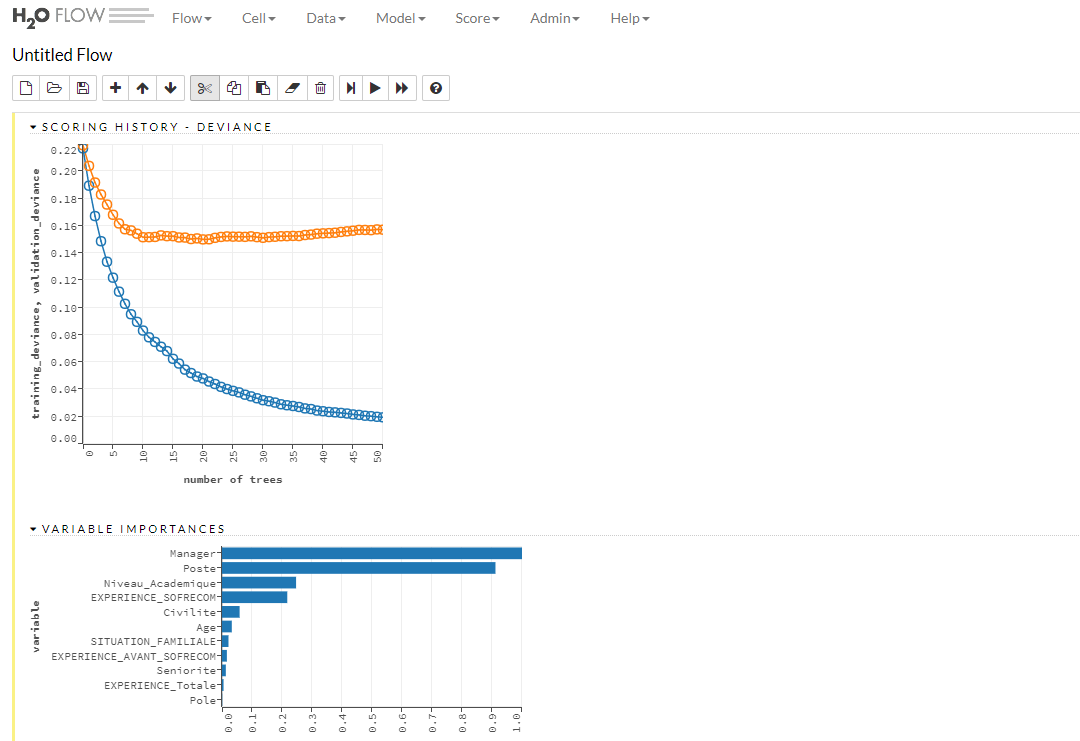 H2O FLOW Flow Cell Data Model Score Admin Help
Untitled Flow
SCORING HISTORY - DEVIANCE
0.22
0.20
0.18
0.16
0.14
0.12
0.10
0.08
0.06
0.04
0.02
0.00
training_deviance, validation_deviance
0 5 10 15 20 25 30 35 40 45 50
number of trees
VARIABLE IMPORTANCES
Manager
Poste
Niveau_Academique
EXPERIENCE_SOFRECOM
Civilite
Age
SITUATION_FAMILIALE
EXPERIENCE_AVANT_SOFRECOM
Seniorite
EXPERIENCE_Totale
Pole
variable
0.0 0.1 0.2 0.3 0.4 0.5 0.6 0.7 0.8 0.9 1.0